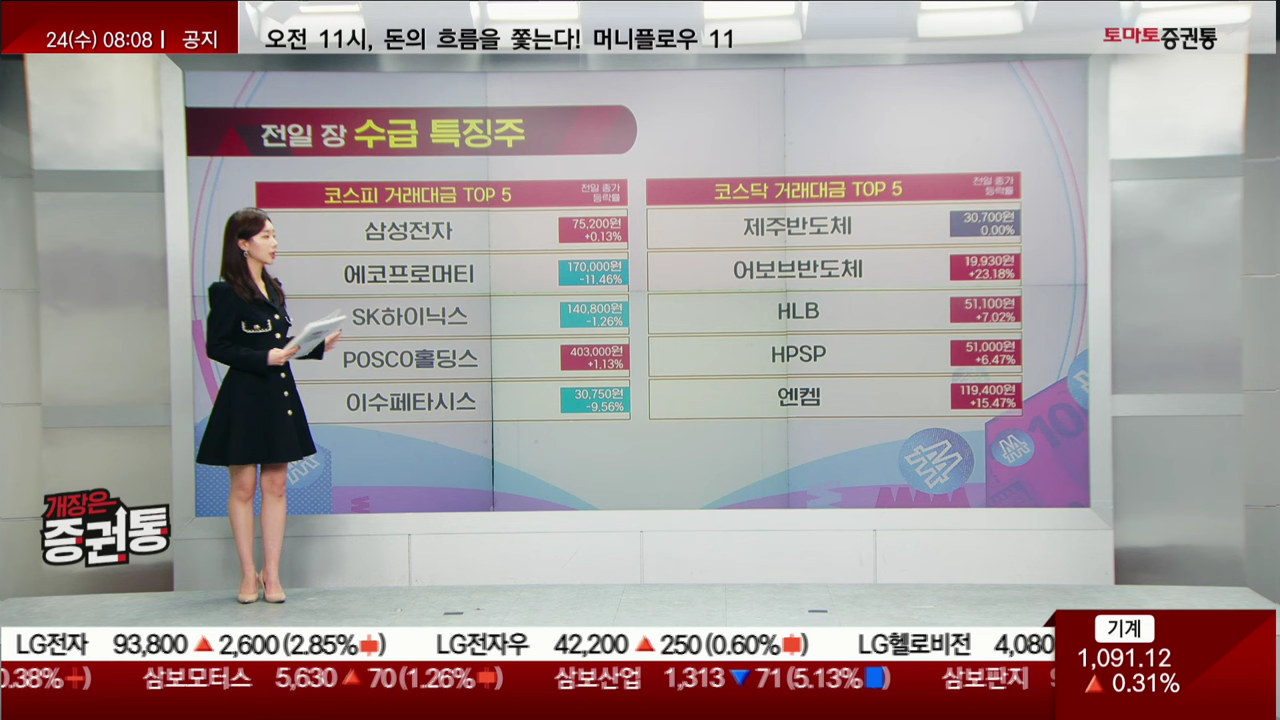 24(수) 08:08 | 공지
오전 11시, 돈의 흐름을 쫓는다! 머니플로우 11
토마토증권통
전일 장 수급 특징주
코스피 거래대금 TOP 5
전일 종가
등락률
삼성전자
75,200원
+0.13%
에코프로머티
170,000원
-11.46%
SK하이닉스
140,800원
-1.26%
POSCO홀딩스
403,000원
+1.13%
이수페타시스
30,750원
-9.56%
코스닥 거래대금 TOP 5
전일 종가
등락률
제주반도체
30,700원
0.00%
어보브반도체
19,930원
+23.18%
HLB
51,100원
+7.02%
HPSP
51,000원
+6.47%
엔켐
119,400원
+15.47%
10
개장은
증권통
LG전자 93,800 ▲ 2,600 (2.85%) LG전자우 42,200 ▲ 250 (0.60%) LG헬로비전 4,080
0.38% ) 삼보모터스 5,630 ▲ 70 (1.26%) 삼보산업 1,313 ▼ 71 (5.13%) 삼보판지
기계
1,091.12
▲ 0.31%